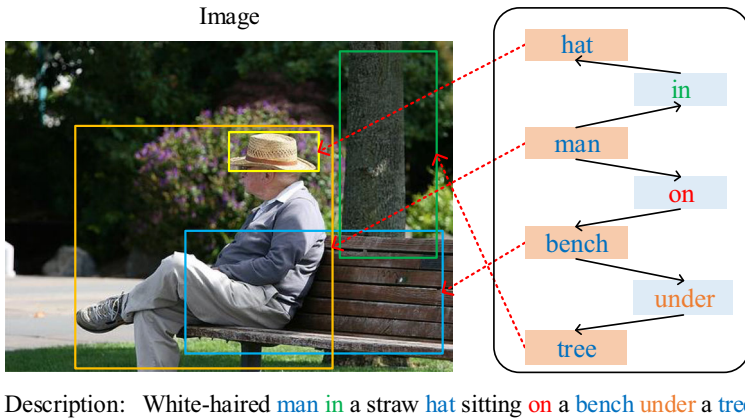 Image
hat
in
man
on
bench
under
tree
Description: White-haired man in a straw hat sitting on a bench under a tree